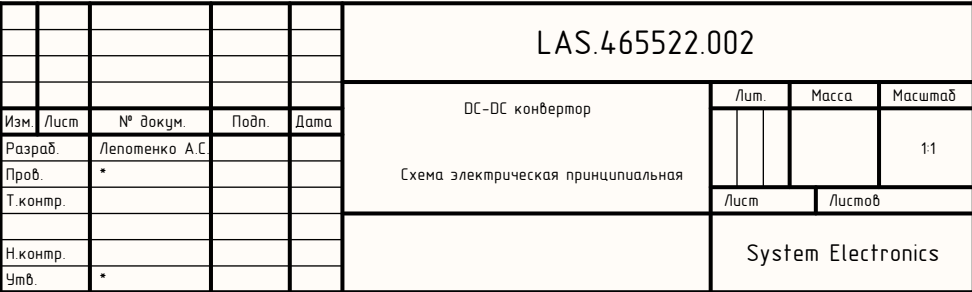 LAS.465522.002
Изм. Лист № докум. Подп. Дата
DC-DC конвертор
Схема электрическая принципиальная
Лит. Масса Масштаб
1:1
Лист Листов
Разраб. Лепотенко А.С.
Пров. *
Т.контр.
Н.контр.
Утв. *
System Electronics